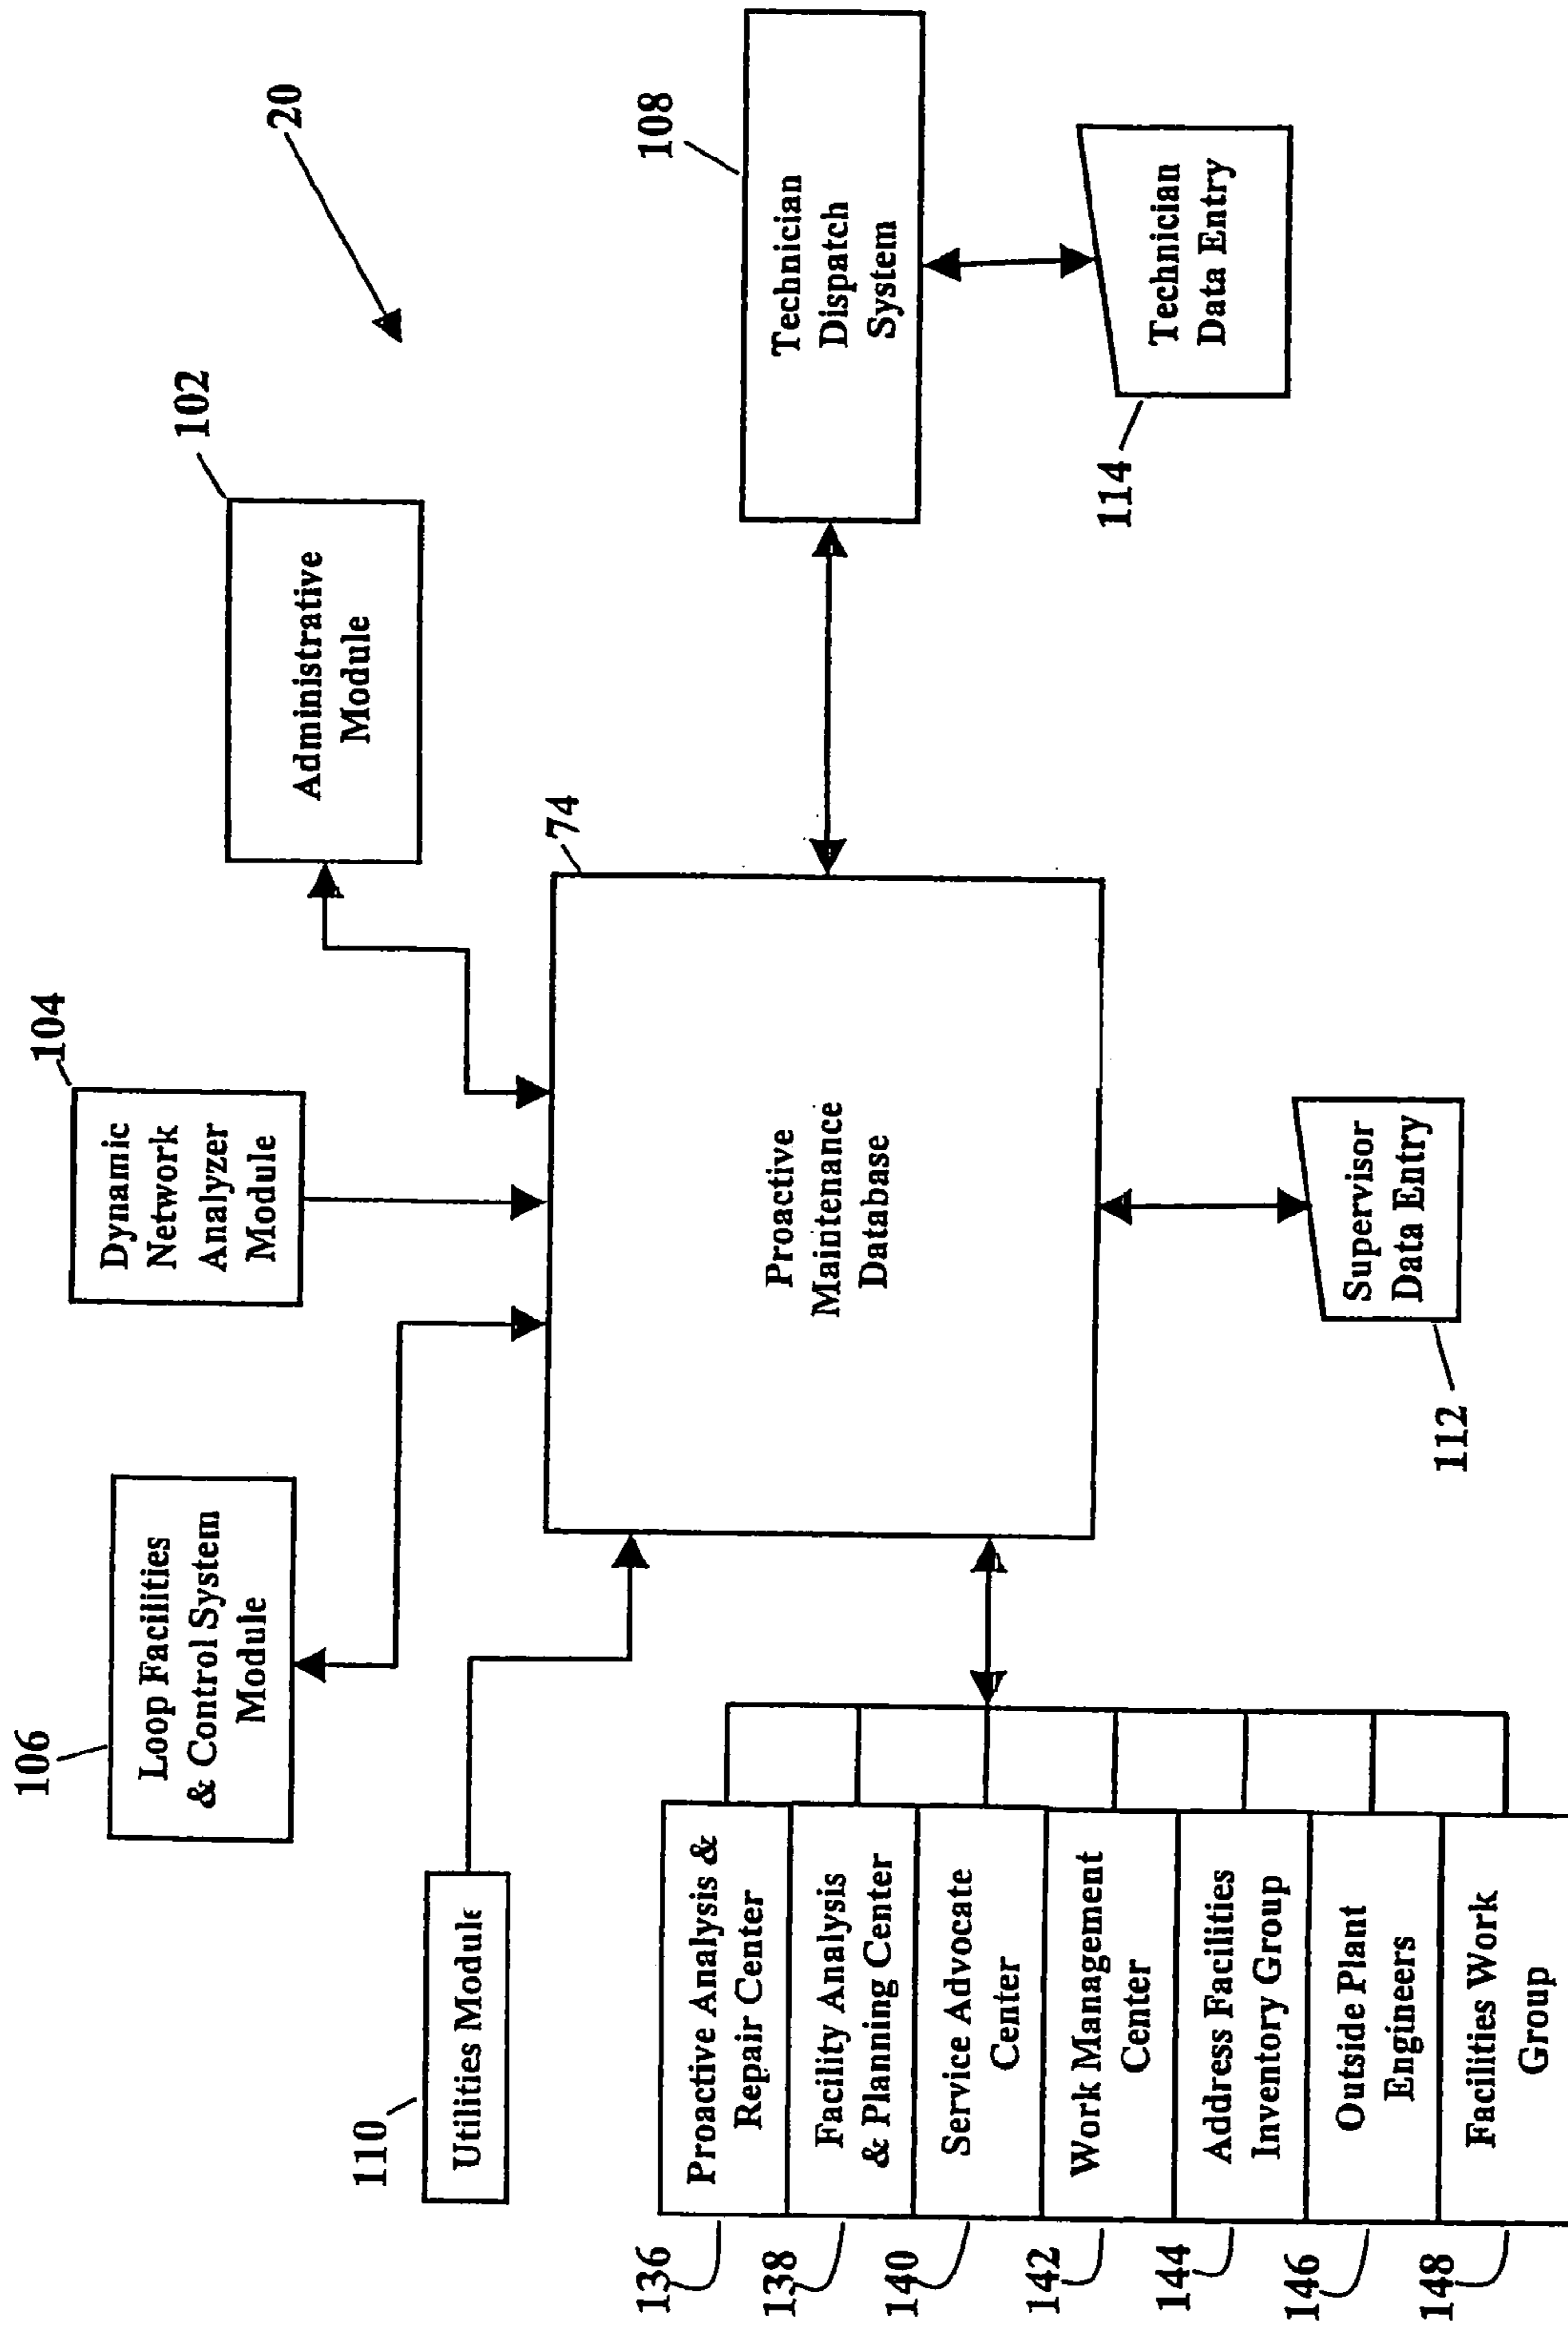 20
106
Loop Facilities
& Control System
Module
104
Dynamic
Network
Analyzer
Module
102
Administrative
Module
110
Utilities Module
74
Proactive
Maintenance
Database
108
Technician
Dispatch
System
114
Technician
Data Entry
112
Supervisor
Data Entry
136
Proactive Analysis &
Repair Center
138
Facility Analysis
& Planning Center
140
Service Advocate
Center
142
Work Management
Center
144
Address Facilities
Inventory Group
146
Outside Plant
Engineers
148
Facilities Work
Group